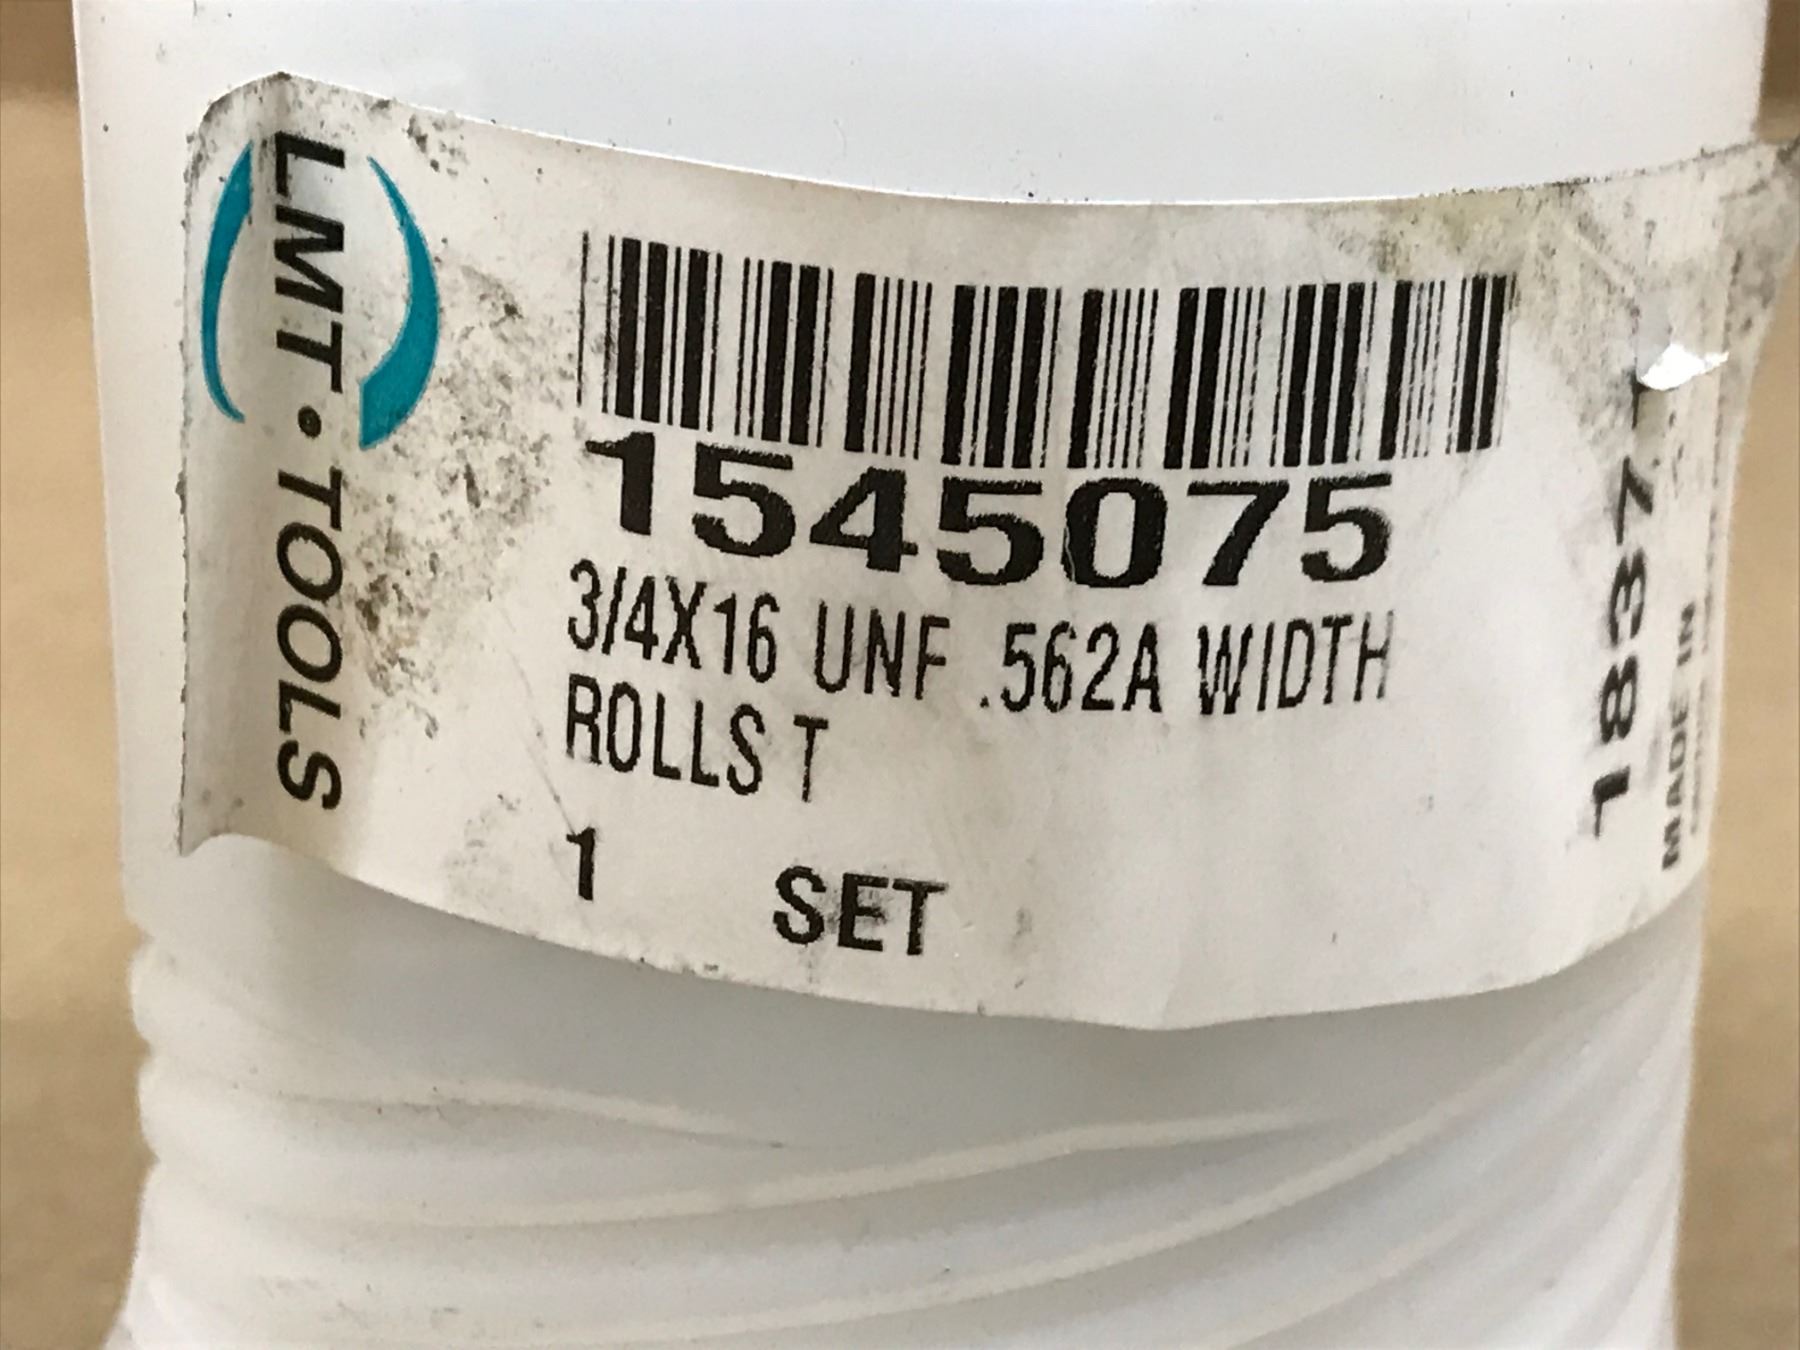 LMT•TOOLS
1545075
3/4X16 UNF .562A WIDTH
ROLLS T
1 SET
1837
MADE IN